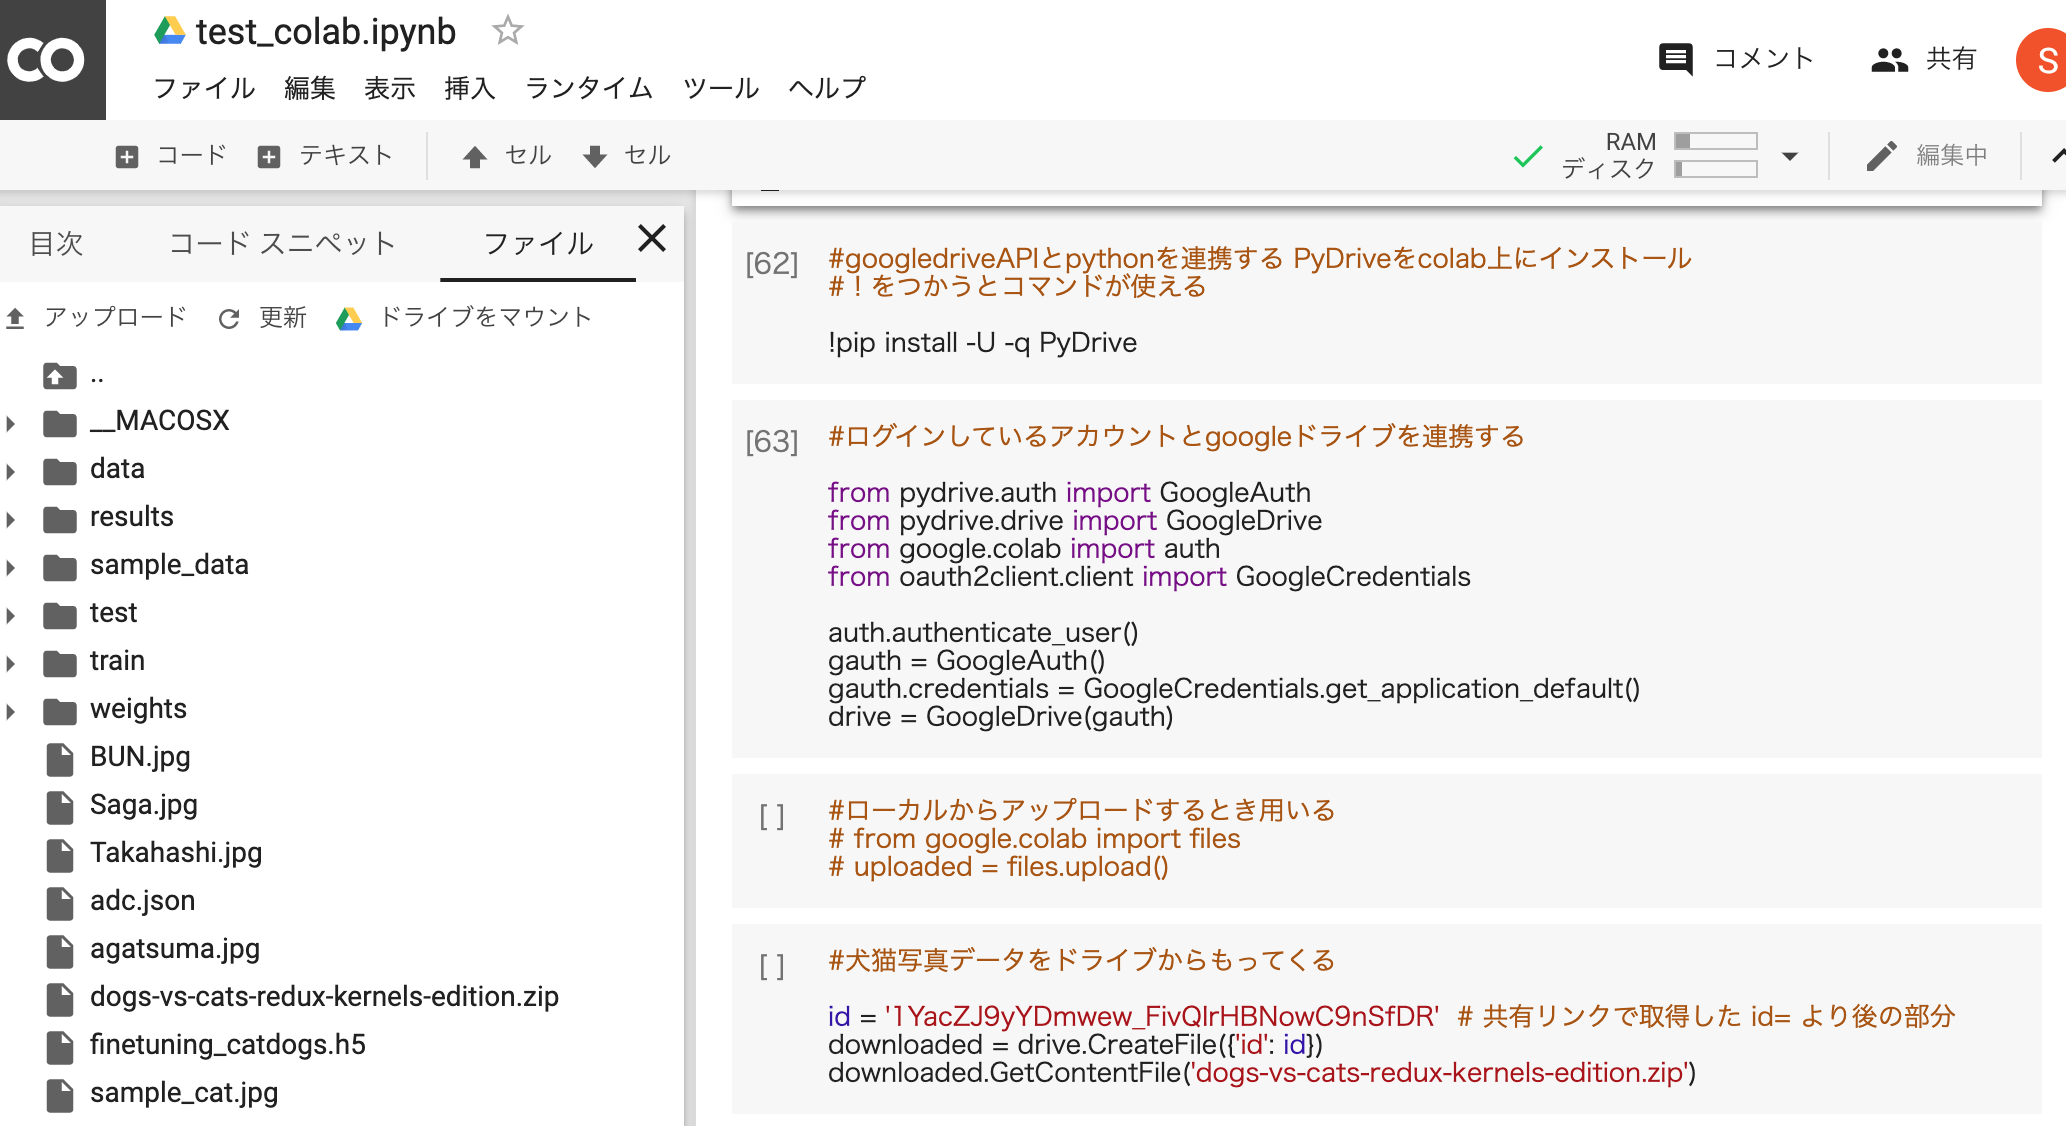 CO
test_colab.ipynb
ファイル 編集 表示 挿入 ランタイム ツール ヘルプ
コメント 共有 S
コード テキスト セル セル
RAM
ディスク
編集中
目次 コード スニペット ファイル
アップロード 更新 ドライブをマウント
..
__MACOSX
data
results
sample_data
test
train
weights
BUN.jpg
Saga.jpg
Takahashi.jpg
adc.json
agatsuma.jpg
dogs-vs-cats-redux-kernels-edition.zip
finetuning_catdogs.h5
sample_cat.jpg
[62]
#googledriveAPIとpythonを連携する PyDriveをcolab上にインストール
#！をつかうとコマンドが使える
!pip install -U -q PyDrive
[63]
#ログインしているアカウントとgoogleドライブを連携する
from pydrive.auth import GoogleAuth
from pydrive.drive import GoogleDrive
from google.colab import auth
from oauth2client.client import GoogleCredentials
auth.authenticate_user()
gauth = GoogleAuth()
gauth.credentials = GoogleCredentials.get_application_default()
drive = GoogleDrive(gauth)
[ ]
#ローカルからアップロードするとき用いる
# from google.colab import files
# uploaded = files.upload()
[ ]
#犬猫写真データをドライブからもってくる
id = '1YacZJ9yYDmwew_FivQIrHBNowC9nSfDR' # 共有リンクで取得した id= より後の部分
downloaded = drive.CreateFile({'id': id})
downloaded.GetContentFile('dogs-vs-cats-redux-kernels-edition.zip')